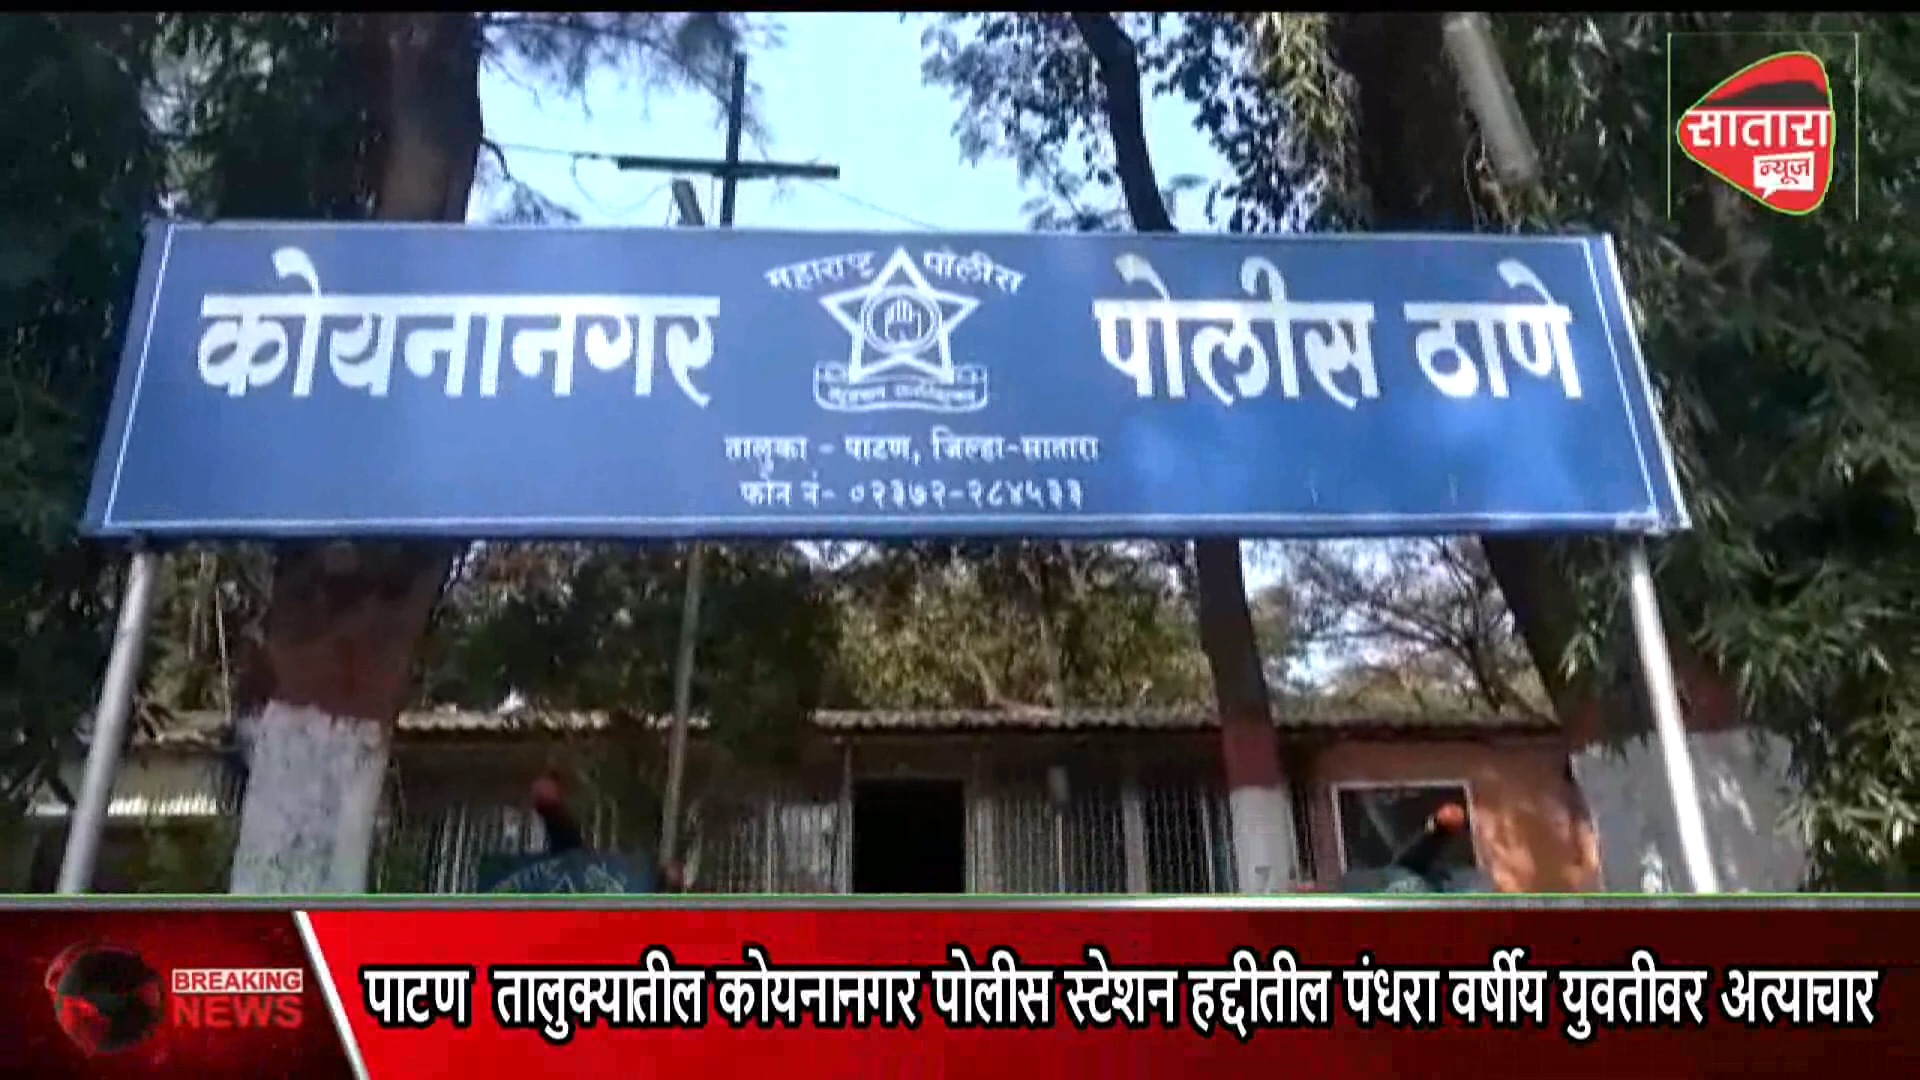 सातारा
न्यूज
महाराष्ट्र पोलीस
कोयनानगर पोलीस ठाणे
तालुका - पाटण, जिल्हा-सातारा
फोन नं- ०२३७२-२८४५३३
BREAKING
NEWS
पाटण तालुक्यातील कोयनानगर पोलीस स्टेशन हद्दीतील पंधरा वर्षीय युवतीवर अत्याचार